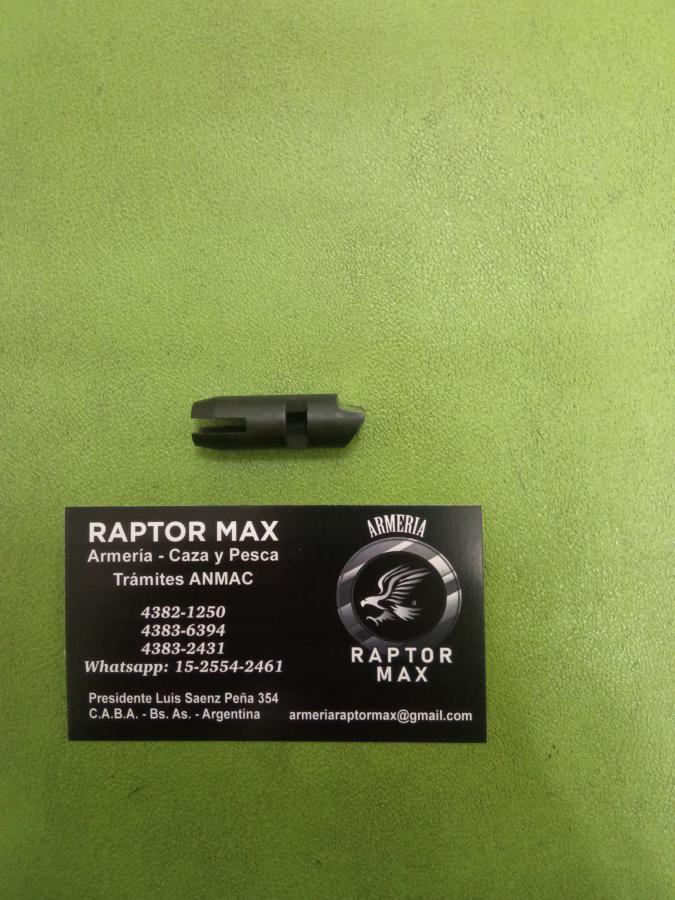 RAPTOR MAX
Armería - Caza y Pesca
Trámites ANMAC
4382-1250
4383-6394
4383-2431
Whatsapp: 15-2554-2461
Presidente Luis Saenz Peña 354
C.A.B.A. - Bs. As. - Argentina
ARMERIA
RAPTOR
MAX
armeriaraptormax@gmail.com